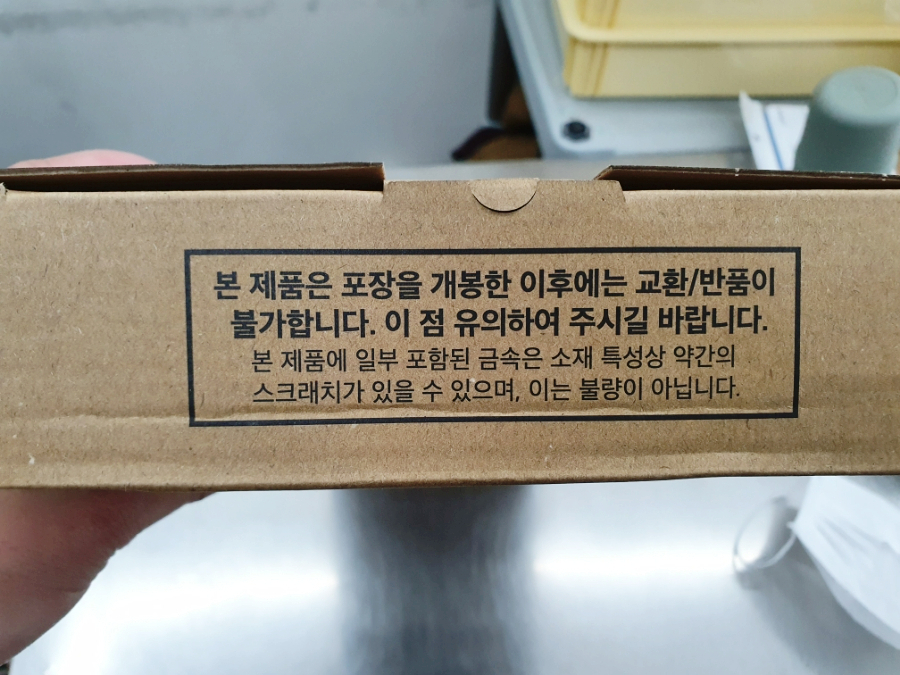 본 제품은 포장을 개봉한 이후에는 교환/반품이
불가합니다. 이 점 유의하여 주시길 바랍니다.
본 제품에 일부 포함된 금속은 소재 특성상 약간의
스크래치가 있을 수 있으며, 이는 불량이 아닙니다.